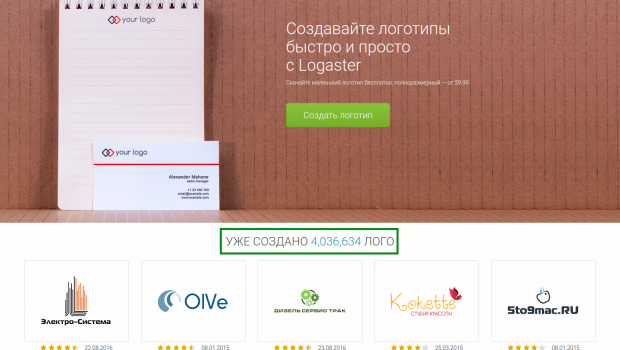 your logo
Создавайте логотипы
быстро и просто
с Logaster
Скачайте маленький логотип бесплатно, полноразмерный — от $9.99
Создать логотип
your logo
Alexander Mahone
sales manager
+1 23 456 789
email@example.com
www.example.com
УЖЕ СОЗДАНО 4,036,634 ЛОГО
Электро-Система
OlVe
ДИЗЕЛЬ СЕРВИС ТРАК
Kokette
СТУДИЯ КРАСОТЫ
Sto9mac.RU
22.08.2016
08.01.2015
23.08.2016
25.03.2015
08.01.2015